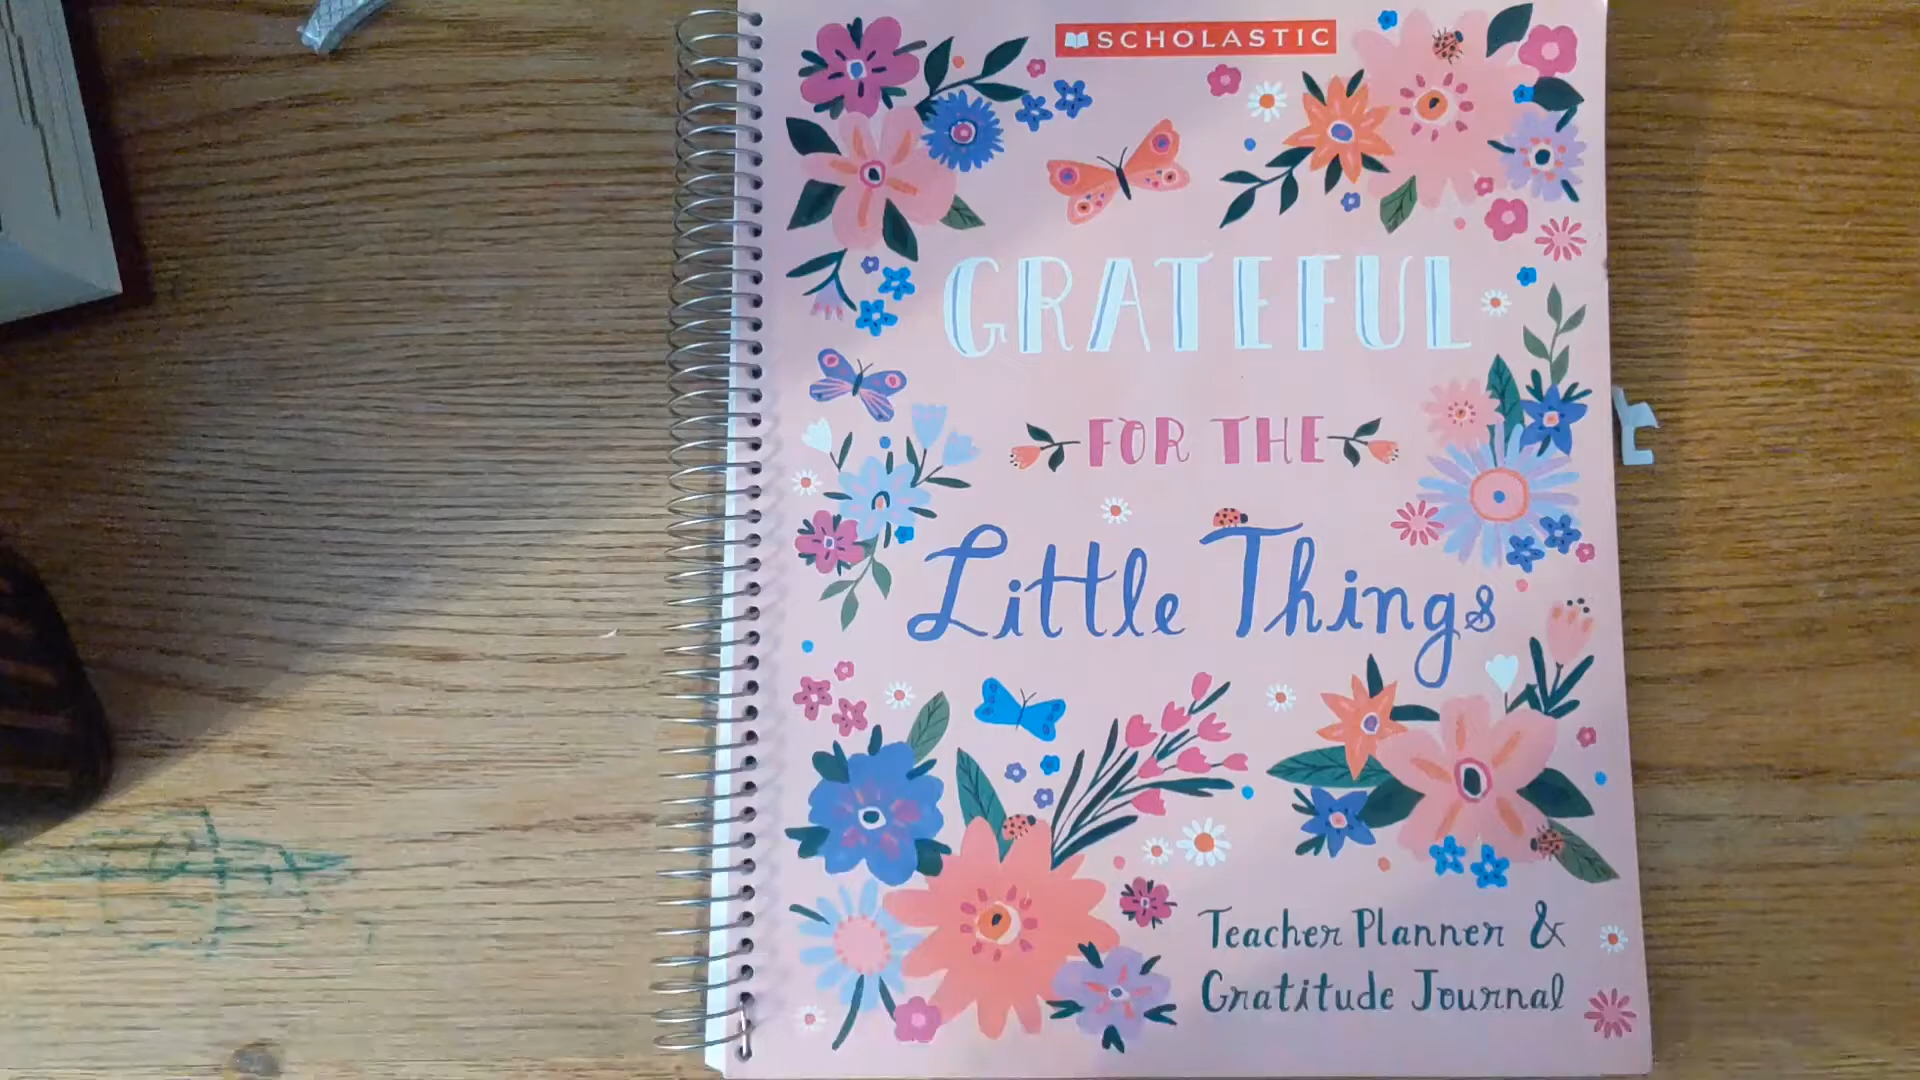 SCHOLASTIC
GRATEFUL
FOR THE
Little Things
Teacher Planner &
Gratitude Journal